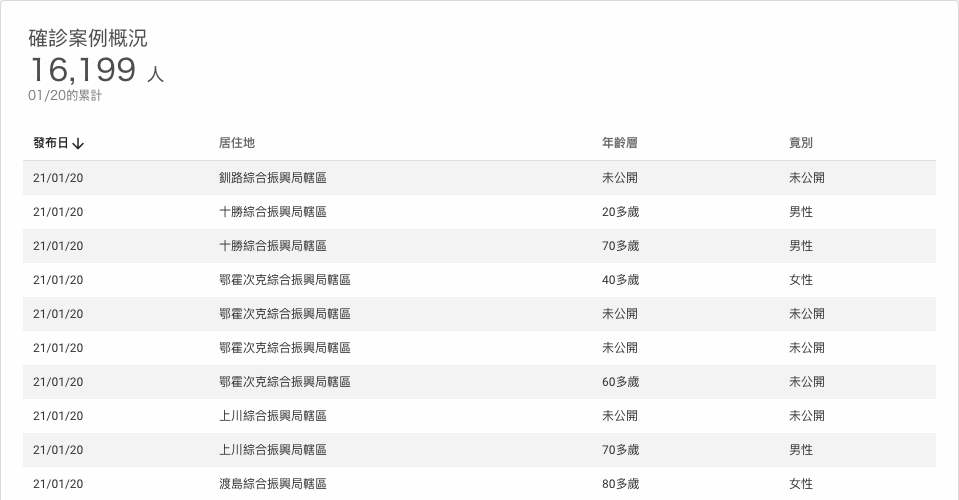 確診案例概況
16,199 人
01/20的累計
發布日↓ 居住地 年齡層 竟別
21/01/20 釧路綜合振興局轄區 未公開 未公開
21/01/20 十勝綜合振興局轄區 20多歲 男性
21/01/20 十勝綜合振興局轄區 70多歲 男性
21/01/20 鄂霍次克綜合振興局轄區 40多歲 女性
21/01/20 鄂霍次克綜合振興局轄區 未公開 未公開
21/01/20 鄂霍次克綜合振興局轄區 未公開 未公開
21/01/20 鄂霍次克綜合振興局轄區 60多歲 未公開
21/01/20 上川綜合振興局轄區 未公開 未公開
21/01/20 上川綜合振興局轄區 70多歲 男性
21/01/20 渡島綜合振興局轄區 80多歲 女性